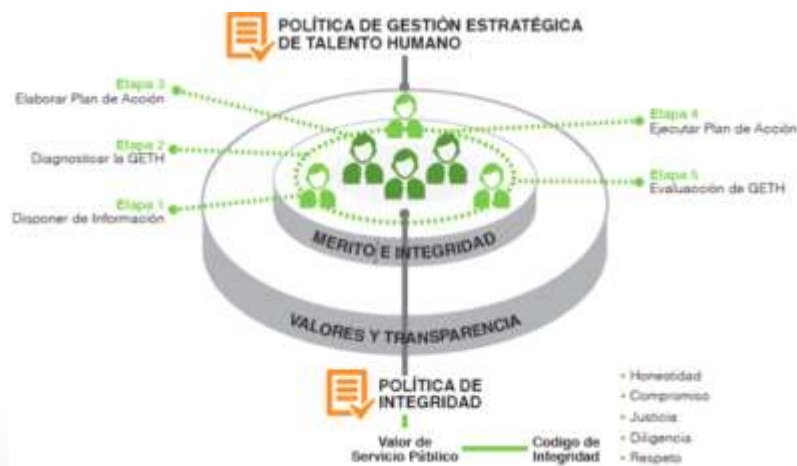 POLÍTICA DE GESTIÓN ESTRATÉGICA
DE TALENTO HUMANO
Etapa 3
Elaborar Plan de Acción
Etapa 4
Ejecutar Plan de Acción
Etapa 2
Diagnosticar la GETH
Etapa 5
Evaluacción de GETH
Etapa 1
Disponer de Información
MERITO E INTEGRIDAD
VALORES Y TRANSPARENCIA
POLÍTICA DE
INTEGRIDAD
Valor de
Servicio Público
Codigo de
Integridad
• Honestidad
• Compromiso
• Justicia
• Diligencia
• Respeto